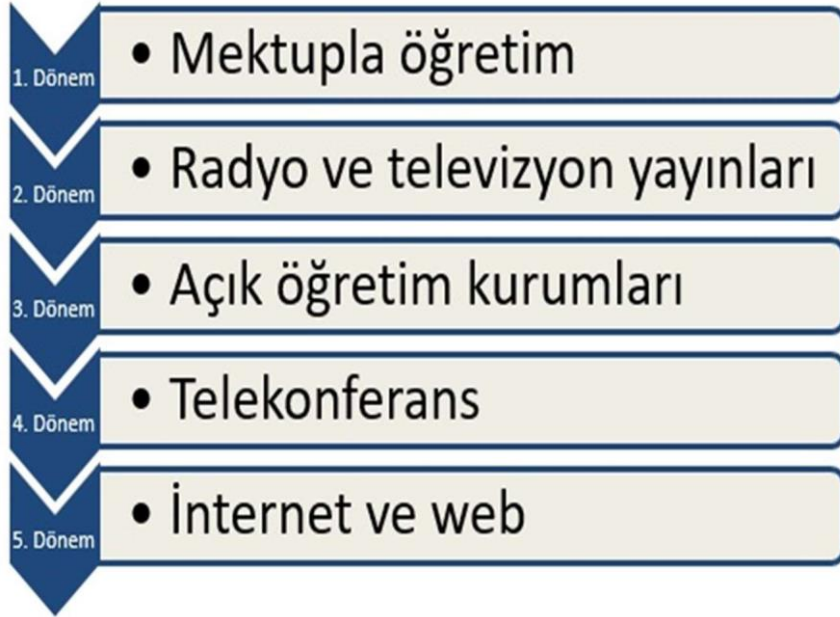 1. Dönem
• Mektupla öğretim
2. Dönem
• Radyo ve televizyon yayınları
3. Dönem
• Açık öğretim kurumları
4. Dönem
• Telekonferans
5. Dönem
• İnternet ve web